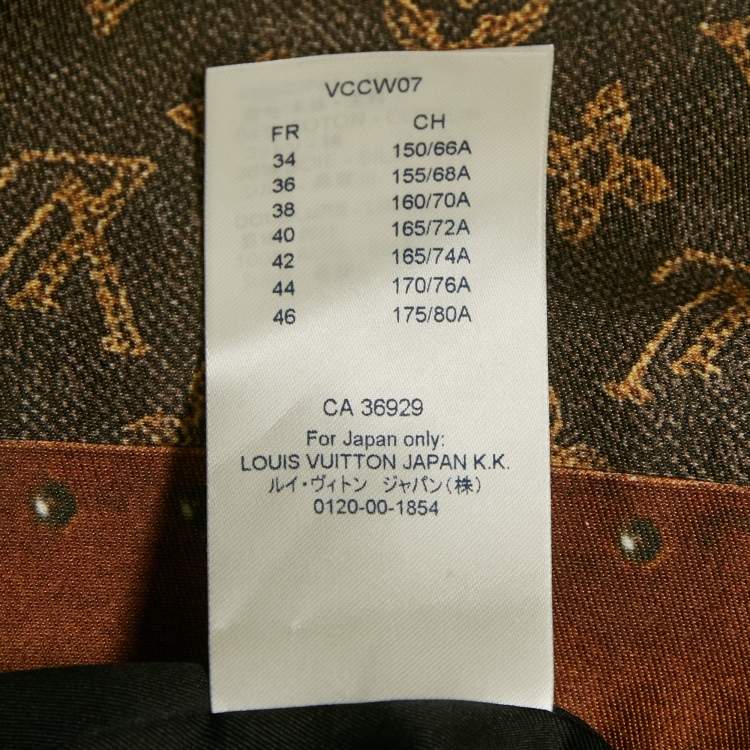 VCCW07
FR CH
34 150/66A
36 155/68A
38 160/70A
40 165/72A
42 165/74A
44 170/76A
46 175/80A
CA 36929
For Japan only:
LOUIS VUITTON JAPAN K.K.
ルイ・ヴィトン ジャパン(株)
0120-00-1854